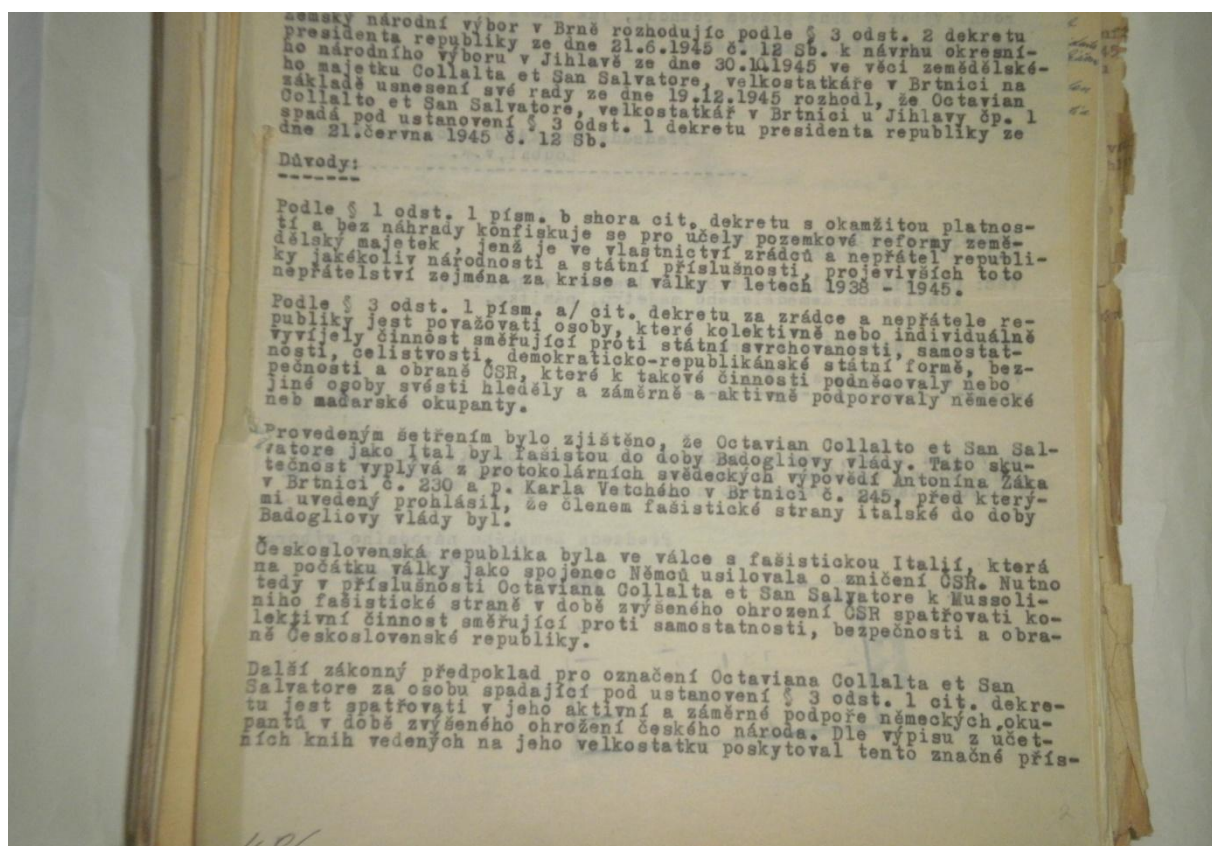 zemský národní výbor v Brně rozhodujíc podle § 3 odst. 2 dekretu
presidenta republiky ze dne 21.6.1945 č. 12 Sb. k návrhu okresní-
ho národního výboru v Jihlavě ze dne 30.10.1945 ve věci zemědělské-
ho majetku Collalta et San Salvatore, velkostatkáře v Brtnici na
základě usnesení své rady ze dne 19.12.1945 rozhodl, že Octavian
Collalto et San Salvatore, velkostatkář v Brtnici u Jihlavy čp. 1
spadá pod ustanovení § 3 odst. 1 dekretu presidenta republiky ze
dne 21.června 1945 č. 12 Sb.
Důvody:
-------
Podle § 1 odst. 1 písm. b shora cit. dekretu s okamžitou platnos-
tí a bez náhrady konfiskuje se pro účely pozemkové reformy země-
dělský majetek , jenž je ve vlastnictví zrádců a nepřátel republi-
ky jakékoliv národnosti a státní příslušnosti, projevivších toto
nepřátelství zejména za krise a války v letech 1938 - 1945.
Podle § 3 odst. 1 písm. a/ cit. dekretu za zrádce a nepřátele re-
publiky jest považovati osoby, které kolektivně nebo individuálně
vyvíjely činnost směřující proti státní svrchovanosti, samostat-
nosti, celistvosti, demokraticko-republikánské státní formě, bez-
pečnosti a obraně ČSR, které k takové činnosti podněcovaly nebo
jiné osoby svésti hleděly a záměrně a aktivně podporovaly německé
neb maďarské okupanty.
Provedeným šetřením bylo zjištěno, že Octavian Collalto et San Sal-
vatore jako Ital byl fašistou do doby Badogliovy vlády. Tato sku-
tečnost vyplývá z protokolárních svědeckých výpovědí Antonína Žáka
v Brtnici č. 230 a p. Karla Vetchého v Brtnici č. 245, před který-
mi uvedený prohlásil, že členem fašistické strany italské do doby
Badogliovy vlády byl.
Československá republika byla ve válce s fašistickou Italií, která
na počátku války jako spojenec Němců usilovala o zničení ČSR. Nutno
tedy v příslušnosti Octaviana Collalta et San Salvatore k Mussoli-
niho fašistické straně v době zvýšeného ohrození ČSR spatřovati ko-
lektivní činnost směřující proti samostatnosti, bezpečnosti a obra-
ně Československé republiky.
Další zákonný předpoklad pro označení Octaviana Collalta et San
Salvatore za osobu spadající pod ustanovení § 3 odst. 1 cit. dekre-
tu jest spatřovati v jeho aktivní a záměrné podpoře německých oku-
pantů v době zvýšeného ohrožení českého národa. Dle výpisu z účet-
ních knih vedených na jeho velkostatku poskytoval tento značné přís-
2